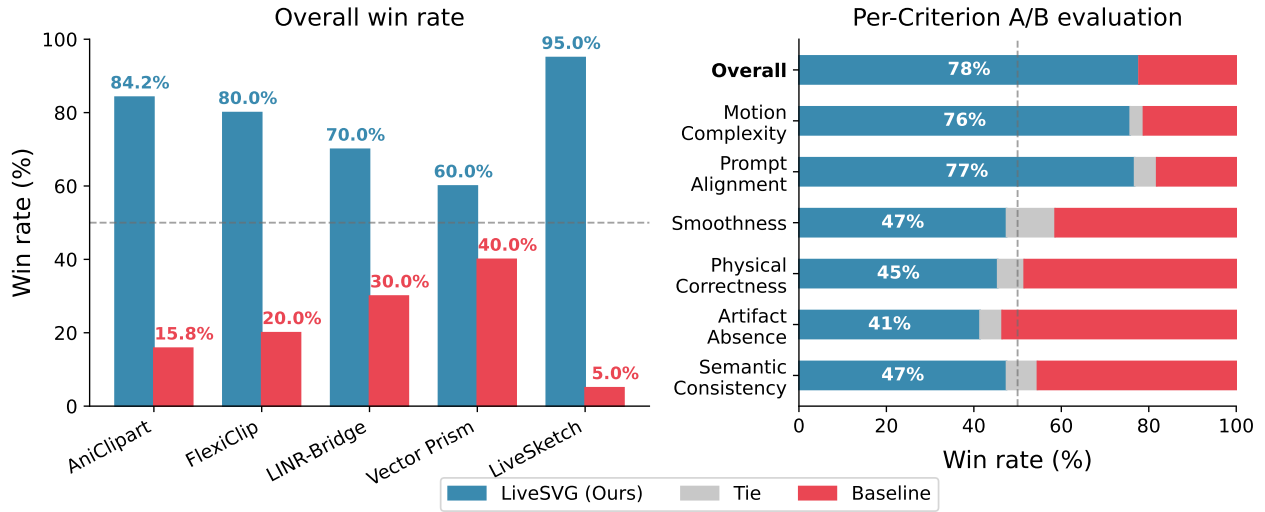 Overall win rate
Win rate (%)
100
80
60
40
20
0
84.2%
15.8%
80.0%
20.0%
70.0%
30.0%
60.0%
40.0%
95.0%
5.0%
AniClipart
FlexiClip
LINR-Bridge
Vector Prism
LiveSketch
Per-Criterion A/B evaluation
Overall
78%
Motion
Complexity
76%
Prompt
Alignment
77%
Smoothness
47%
Physical
Correctness
45%
Artifact
Absence
41%
Semantic
Consistency
47%
0 20 40 60 80 100
Win rate (%)
LiveSVG (Ours) Tie Baseline